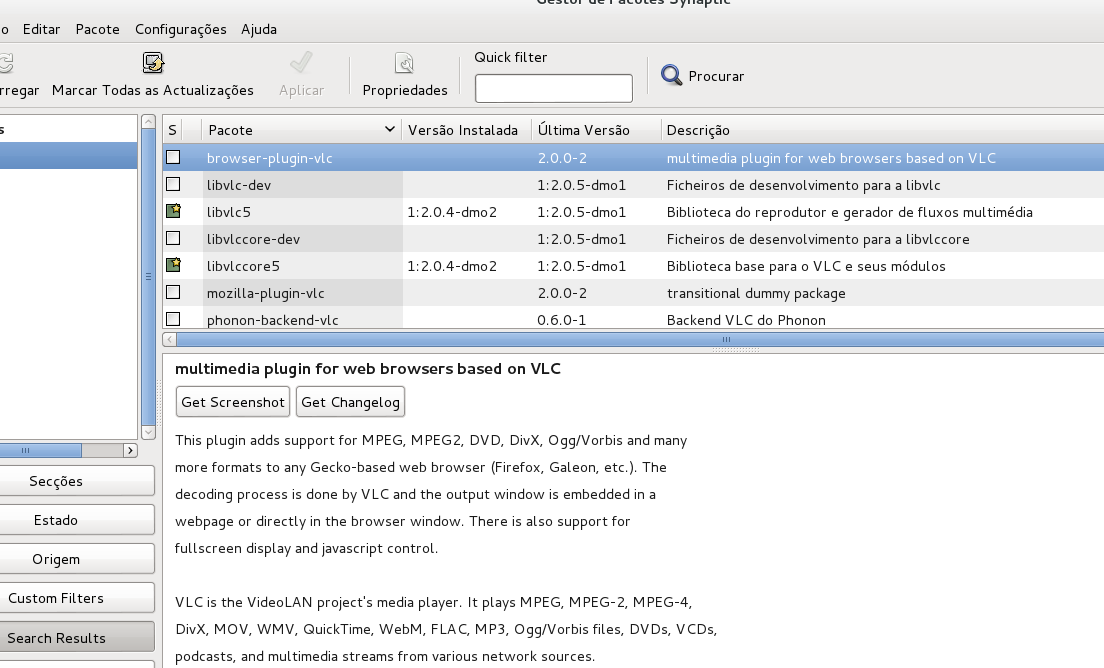 Gestor de Pacotes Synaptic
o Editar Pacote Configurações Ajuda
rregar Marcar Todas as Actualizações Aplicar Propriedades Quick filter Procurar
s
S Pacote Versão Instalada Última Versão Descrição
browser-plugin-vlc 2.0.0-2 multimedia plugin for web browsers based on VLC
libvlc-dev 1:2.0.5-dmo1 Ficheiros de desenvolvimento para a libvlc
libvlc5 1:2.0.4-dmo2 1:2.0.5-dmo1 Biblioteca do reprodutor e gerador de fluxos multimédia
libvlccore-dev 1:2.0.5-dmo1 Ficheiros de desenvolvimento para a libvlccore
libvlccore5 1:2.0.4-dmo2 1:2.0.5-dmo1 Biblioteca base para o VLC e seus módulos
mozilla-plugin-vlc 2.0.0-2 transitional dummy package
phonon-backend-vlc 0.6.0-1 Backend VLC do Phonon
multimedia plugin for web browsers based on VLC
Get Screenshot Get Changelog
This plugin adds support for MPEG, MPEG2, DVD, DivX, Ogg/Vorbis and many
more formats to any Gecko-based web browser (Firefox, Galeon, etc.). The
decoding process is done by VLC and the output window is embedded in a
webpage or directly in the browser window. There is also support for
fullscreen display and javascript control.
VLC is the VideoLAN project's media player. It plays MPEG, MPEG-2, MPEG-4,
DivX, MOV, WMV, QuickTime, WebM, FLAC, MP3, Ogg/Vorbis files, DVDs, VCDs,
podcasts, and multimedia streams from various network sources.
Secções
Estado
Origem
Custom Filters
Search Results